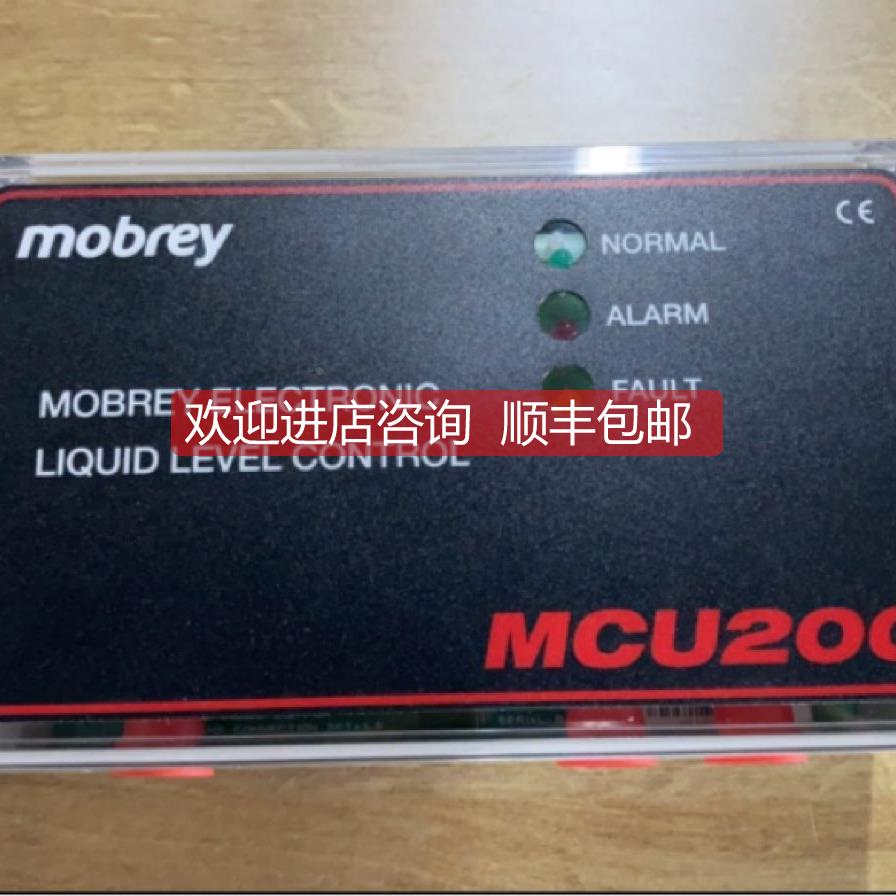 mobrey
CE
NORMAL
ALARM
FAULT
MOBREY ELECTRONIC
LIQUID LEVEL CONTROL
欢迎进店咨询 顺丰包邮
MCU200